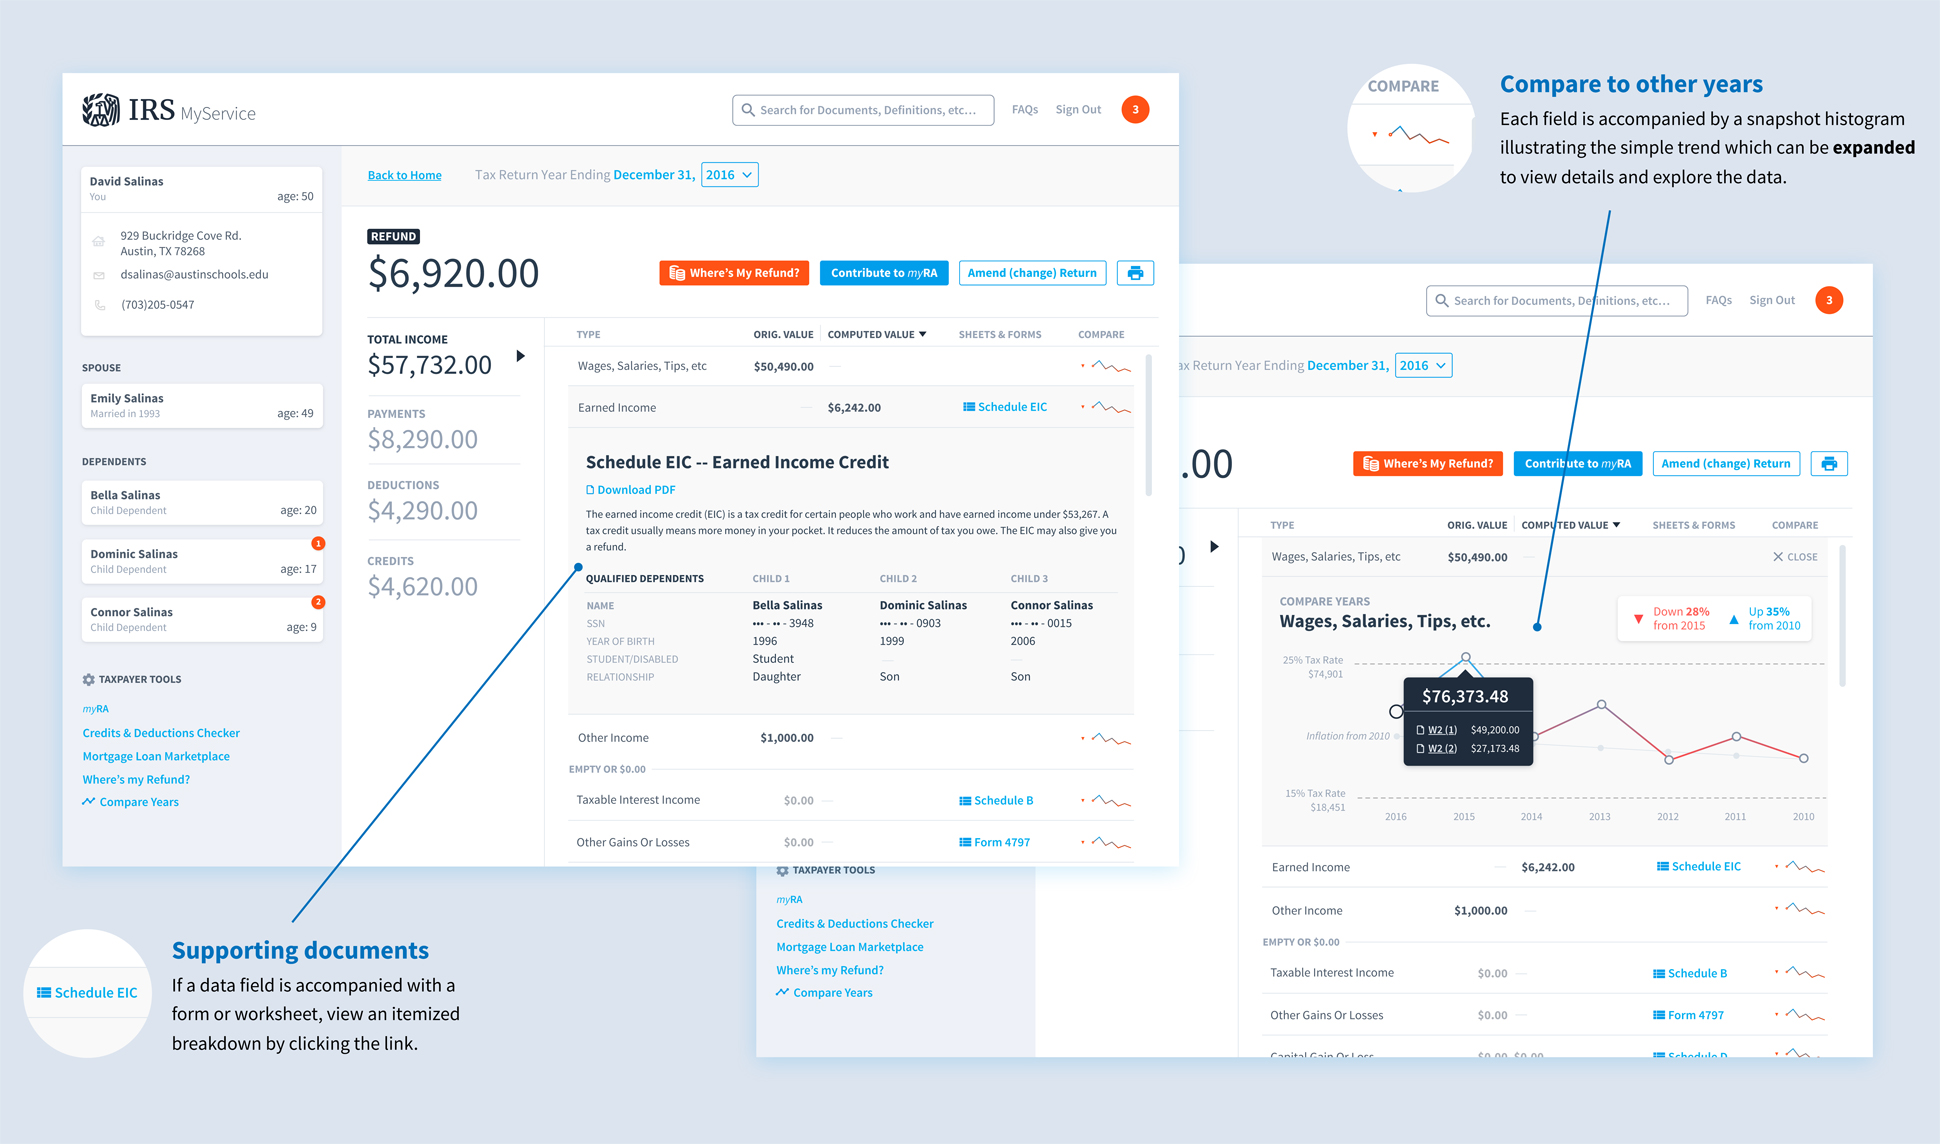 IRS MyService
Search for Documents, Definitions, etc...
FAQs
Sign Out
3
David Salinas
You
age: 50
929 Buckridge Cove Rd.
Austin, TX 78268
dsalinas@austinschools.edu
(703)205-0547
SPOUSE
Emily Salinas
Married in 1993
age: 49
DEPENDENTS
Bella Salinas
Child Dependent
age: 20
1
Dominic Salinas
Child Dependent
age: 17
2
Connor Salinas
Child Dependent
age: 9
TAXPAYER TOOLS
myRA
Credits & Deductions Checker
Mortgage Loan Marketplace
Where's my Refund?
Compare Years
Back to Home
Tax Return Year Ending December 31, 2016
REFUND
$6,920.00
Where's My Refund?
Contribute to myRA
Amend (change) Return
TOTAL INCOME
$57,732.00
PAYMENTS
$8,290.00
DEDUCTIONS
$4,290.00
CREDITS
$4,620.00
TYPE ORIG. VALUE COMPUTED VALUE SHEETS & FORMS COMPARE
Wages, Salaries, Tips, etc $50,490.00
Earned Income $6,242.00 Schedule EIC
Schedule EIC -- Earned Income Credit
Download PDF
The earned income credit (EIC) is a tax credit for certain people who work and have earned income under $53,267. A
tax credit usually means more money in your pocket. It reduces the amount of tax you owe. The EIC may also give you
a refund.
QUALIFIED DEPENDENTS CHILD 1 CHILD 2 CHILD 3
NAME Bella Salinas Dominic Salinas Connor Salinas
SSN ••• - •• - 3948 ••• - •• - 0903 ••• - •• - 0015
YEAR OF BIRTH 1996 1999 2006
STUDENT/DISABLED Student
RELATIONSHIP Daughter Son Son
Other Income $1,000.00
EMPTY OR $0.00
Taxable Interest Income $0.00 Schedule B
Other Gains Or Losses $0.00 Form 4797
COMPARE
Compare to other years
Each field is accompanied by a snapshot histogram
illustrating the simple trend which can be expanded
to view details and explore the data.
Search for Documents, Definitions, etc...
FAQs
Sign Out
3
ax Return Year Ending December 31, 2016
.00
Where's My Refund?
Contribute to myRA
Amend (change) Return
TYPE ORIG. VALUE COMPUTED VALUE SHEETS & FORMS COMPARE
Wages, Salaries, Tips, etc $50,490.00 CLOSE
COMPARE YEARS
Wages, Salaries, Tips, etc.
Down 28%
from 2015
Up 35%
from 2010
25% Tax Rate
$74,901
$76,373.48
W2 (1) $49,200.00
W2 (2) $27,173.48
Inflation from 2010
15% Tax Rate
$18,451
2016 2015 2014 2013 2012 2011 2010
Earned Income $6,242.00 Schedule EIC
Other Income $1,000.00
EMPTY OR $0.00
Taxable Interest Income $0.00 Schedule B
Other Gains Or Losses $0.00 Form 4797
Capital Gain Or Loss $0.00 $0.00 Schedule D
TAXPAYER TOOLS
myRA
Credits & Deductions Checker
Mortgage Loan Marketplace
Where's my Refund?
Compare Years
Schedule EIC
Supporting documents
If a data field is accompanied with a
form or worksheet, view an itemized
breakdown by clicking the link.